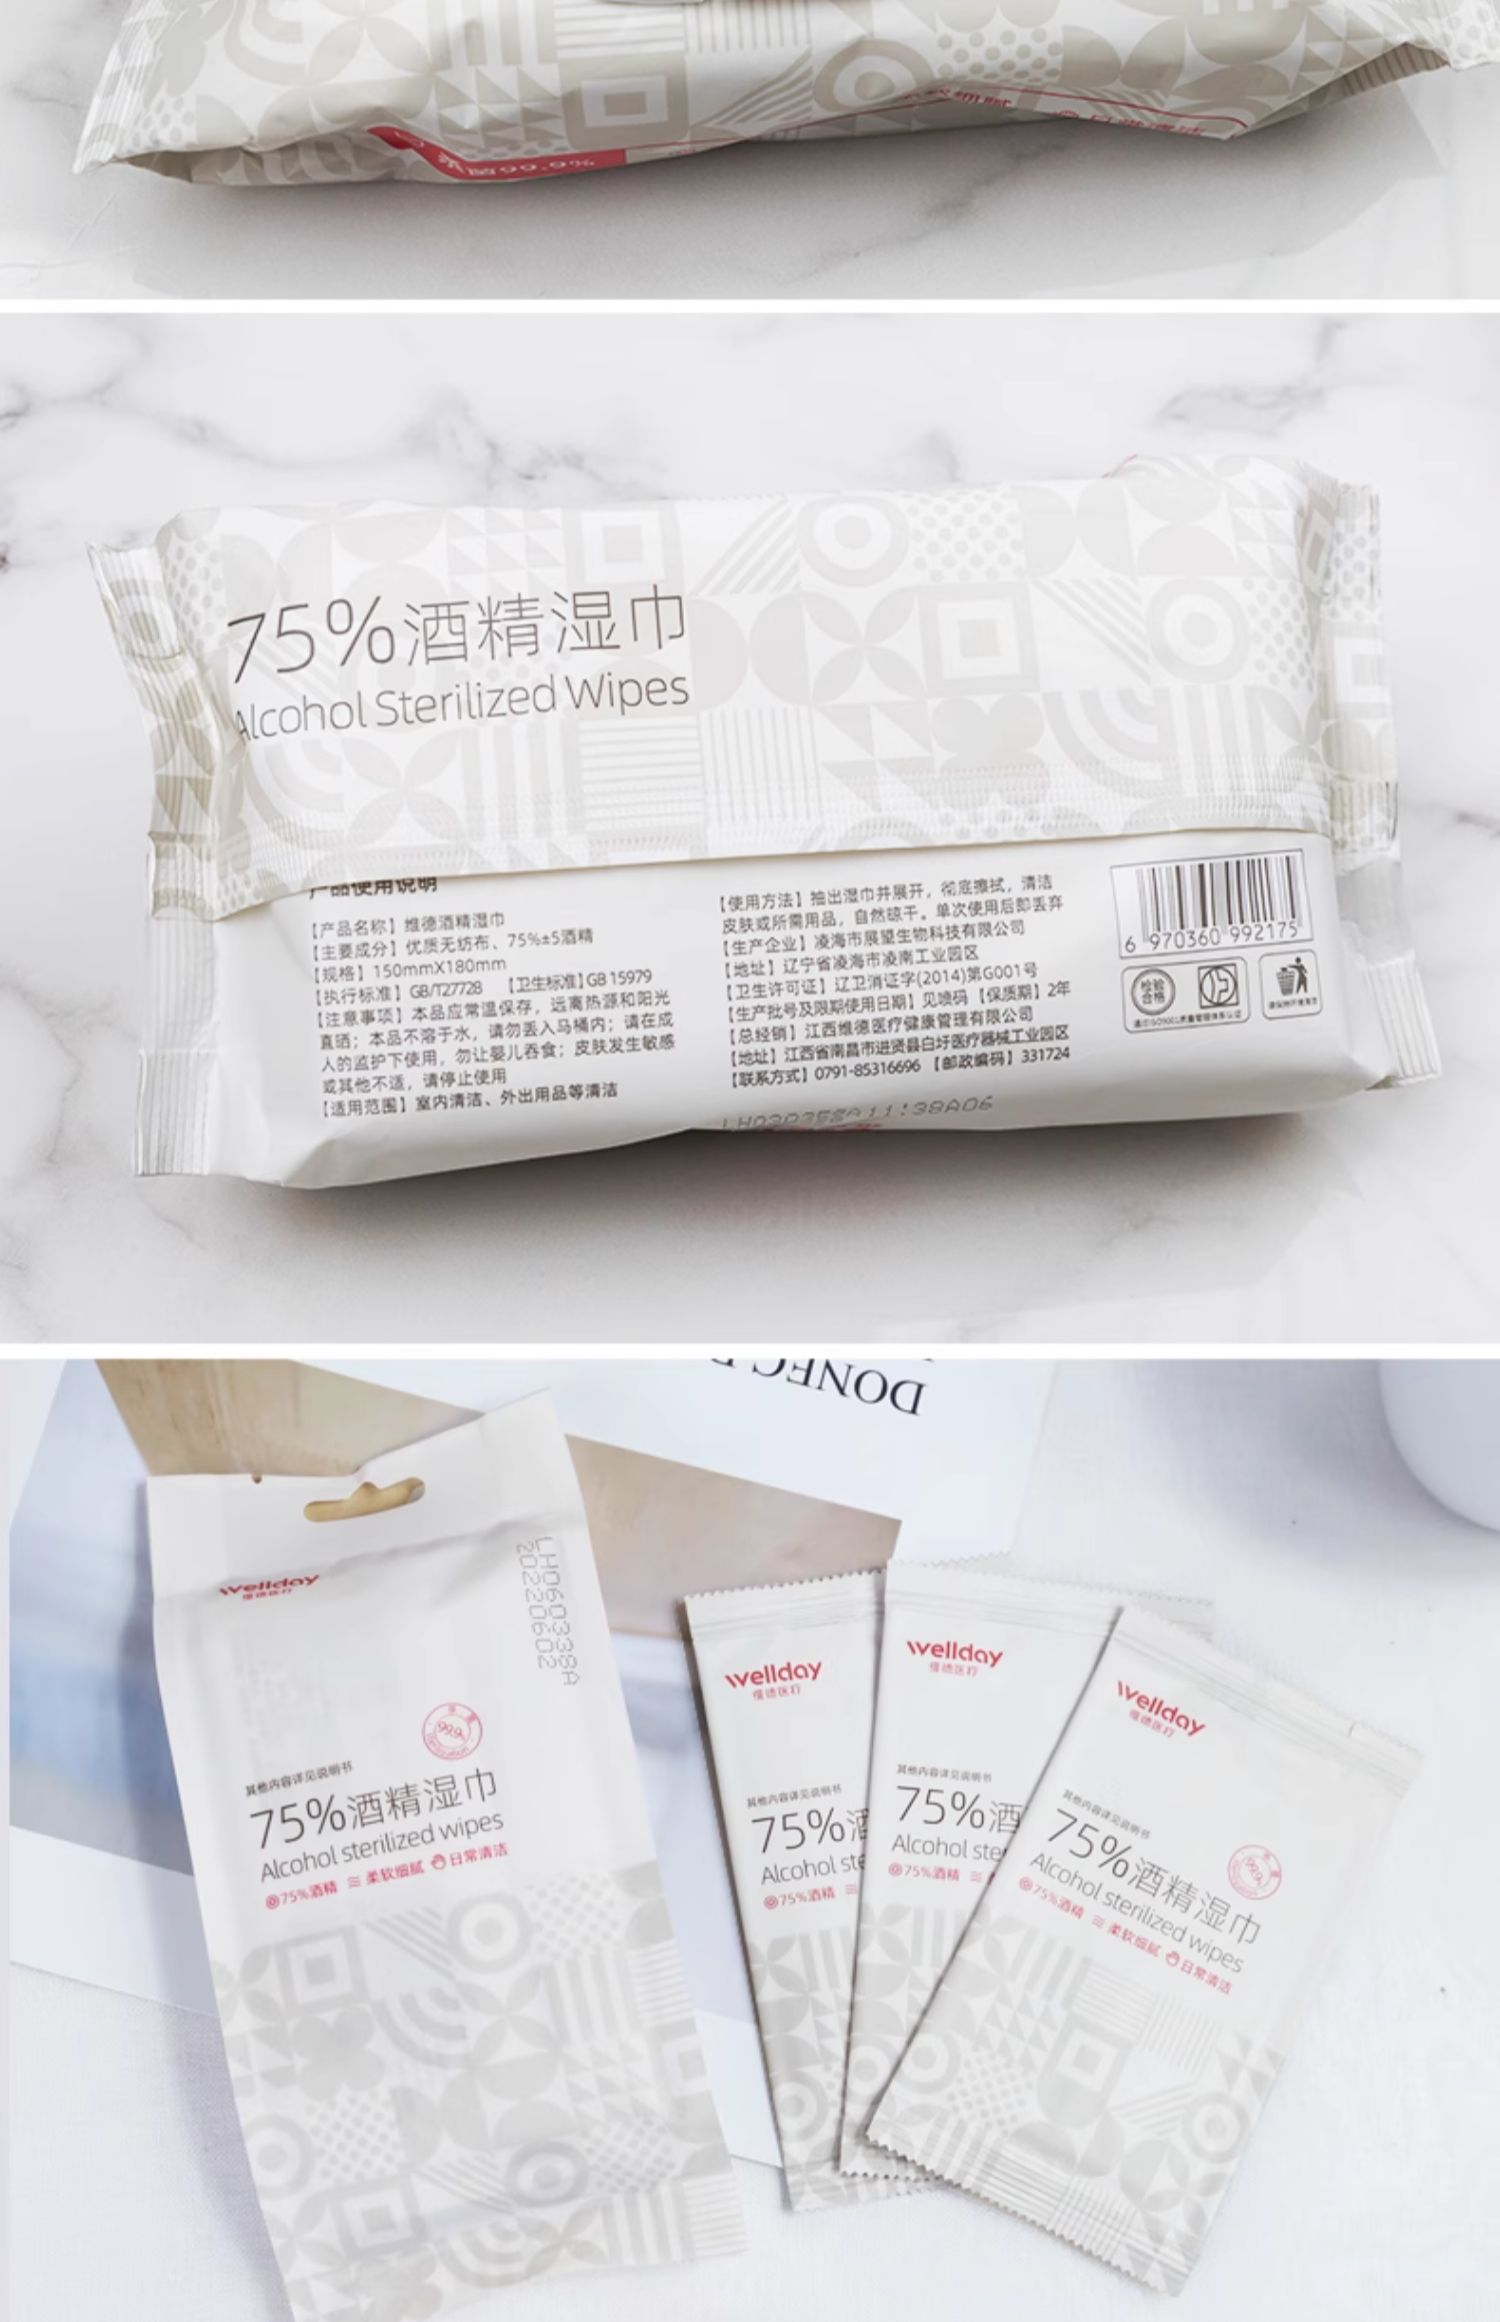 杀菌99.9%
75%酒精湿巾
Alcohol Sterilized Wipes
产品使用说明
【产品名称】维德酒精湿巾
【主要成分】优质无纺布、75%±5酒精
【规格】150mmX180mm
【执行标准】GB/T27728 【卫生标准】GB 15979
【注意事项】本品应常温保存，远离热源和阳光
直晒；本品不溶于水，请勿丢入马桶内；请在成
人的监护下使用，勿让婴儿吞食；皮肤发生敏感
或其他不适，请停止使用
【适用范围】室内清洁、外出用品等清洁
【使用方法】抽出湿巾并展开，彻底擦拭，清洁
皮肤或所需用品，自然晾干。单次使用后即丢弃
【生产企业】凌海市展望生物科技有限公司
【地址】辽宁省凌海市凌南工业园区
【卫生许可证】辽卫消证字(2014)第G001号
【生产批号及限期使用日期】见喷码【保质期】2年
【总经销】江西维德医疗健康管理有限公司
【地址】江西省南昌市进贤县白圩医疗器械工业园区
【联系方式】0791-85316696 【邮政编码】331724
6 970360 992175
检验
合格
DONEC
wellday
维德医疗
LH060338A
20220602
99.9%
其他内容详见说明书
75%酒精湿巾
Alcohol sterilized wipes
75%酒精 柔软细腻 日常清洁
wellday
维德医疗
其他内容详见说明书
75%酒
Alcohol ste
75%酒精
wellday
维德医疗
其他内容详见说明书
75%酒
Alcohol ste
75%酒精
wellday
维德医疗
其他内容详见说明书
99.9%
75%酒精湿巾
Alcohol sterilized wipes
75%酒精 柔软细腻 日常清洁